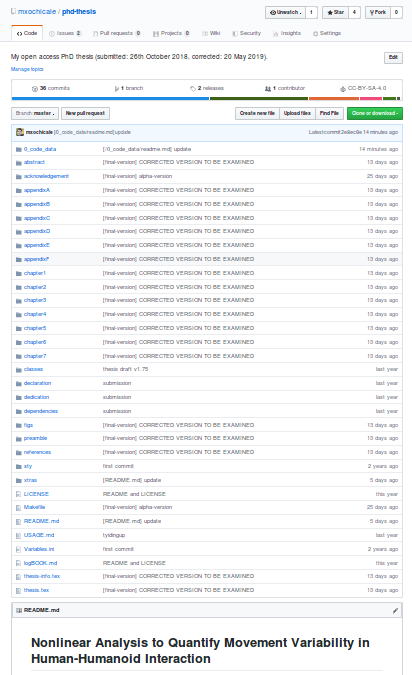 mxochicale / phd-thesis
Unwatch 1 Star 4 Fork 0
Code Issues 2 Pull requests 0 Projects 0 Wiki Security Insights Settings
My open access PhD thesis (submitted: 26th October 2018, corrected: 20 May 2019). Edit
Manage topics
36 commits 1 branch 2 releases 1 contributor CC-BY-SA-4.0
Branch: master New pull request Create new file Upload files Find File Clone or download
mxochicale [/0_code_data/readme.md] update Latest commit 14 minutes ago
0_code_data [/0_code_data/readme.md] update 14 minutes ago
abstract [final-version] CORRECTED VERSION TO BE EXAMINED 13 days ago
acknowledgement [final-version] alpha-version 25 days ago
appendixA [final-version] CORRECTED VERSION TO BE EXAMINED 13 days ago
appendixB [final-version] CORRECTED VERSION TO BE EXAMINED 13 days ago
appendixC [final-version] CORRECTED VERSION TO BE EXAMINED 13 days ago
appendixD [final-version] CORRECTED VERSION TO BE EXAMINED 13 days ago
appendixE [final-version] CORRECTED VERSION TO BE EXAMINED 13 days ago
appendixF [final-version] CORRECTED VERSION TO BE EXAMINED 13 days ago
chapter1 [final-version] CORRECTED VERSION TO BE EXAMINED 13 days ago
chapter2 [final-version] CORRECTED VERSION TO BE EXAMINED 13 days ago
chapter3 [final-version] CORRECTED VERSION TO BE EXAMINED 13 days ago
chapter4 [final-version] CORRECTED VERSION TO BE EXAMINED 13 days ago
chapter5 [final-version] CORRECTED VERSION TO BE EXAMINED 13 days ago
chapter6 [final-version] CORRECTED VERSION TO BE EXAMINED 13 days ago
chapter7 [final-version] CORRECTED VERSION TO BE EXAMINED 13 days ago
classes thesis draft v1.75 last year
declaration submission last year
dedication submission last year
dependencies submission last year
figs [final-version] CORRECTED VERSION TO BE EXAMINED 13 days ago
preamble [final-version] CORRECTED VERSION TO BE EXAMINED 13 days ago
references [final-version] CORRECTED VERSION TO BE EXAMINED 13 days ago
sty first commit 2 years ago
xtras [README.md] update 5 days ago
LICENSE README and LICENSE this year
Makefile [final-version] alpha-version 25 days ago
README.md [README.md] update 5 days ago
USAGE.md tyidingup last year
Variables.ini first commit 2 years ago
logBOOK.md README and LICENSE this year
thesis-info.tex [final-version] CORRECTED VERSION TO BE EXAMINED 13 days ago
thesis.tex [final-version] CORRECTED VERSION TO BE EXAMINED 13 days ago
README.md
Nonlinear Analysis to Quantify Movement Variability in
Human-Humanoid Interaction